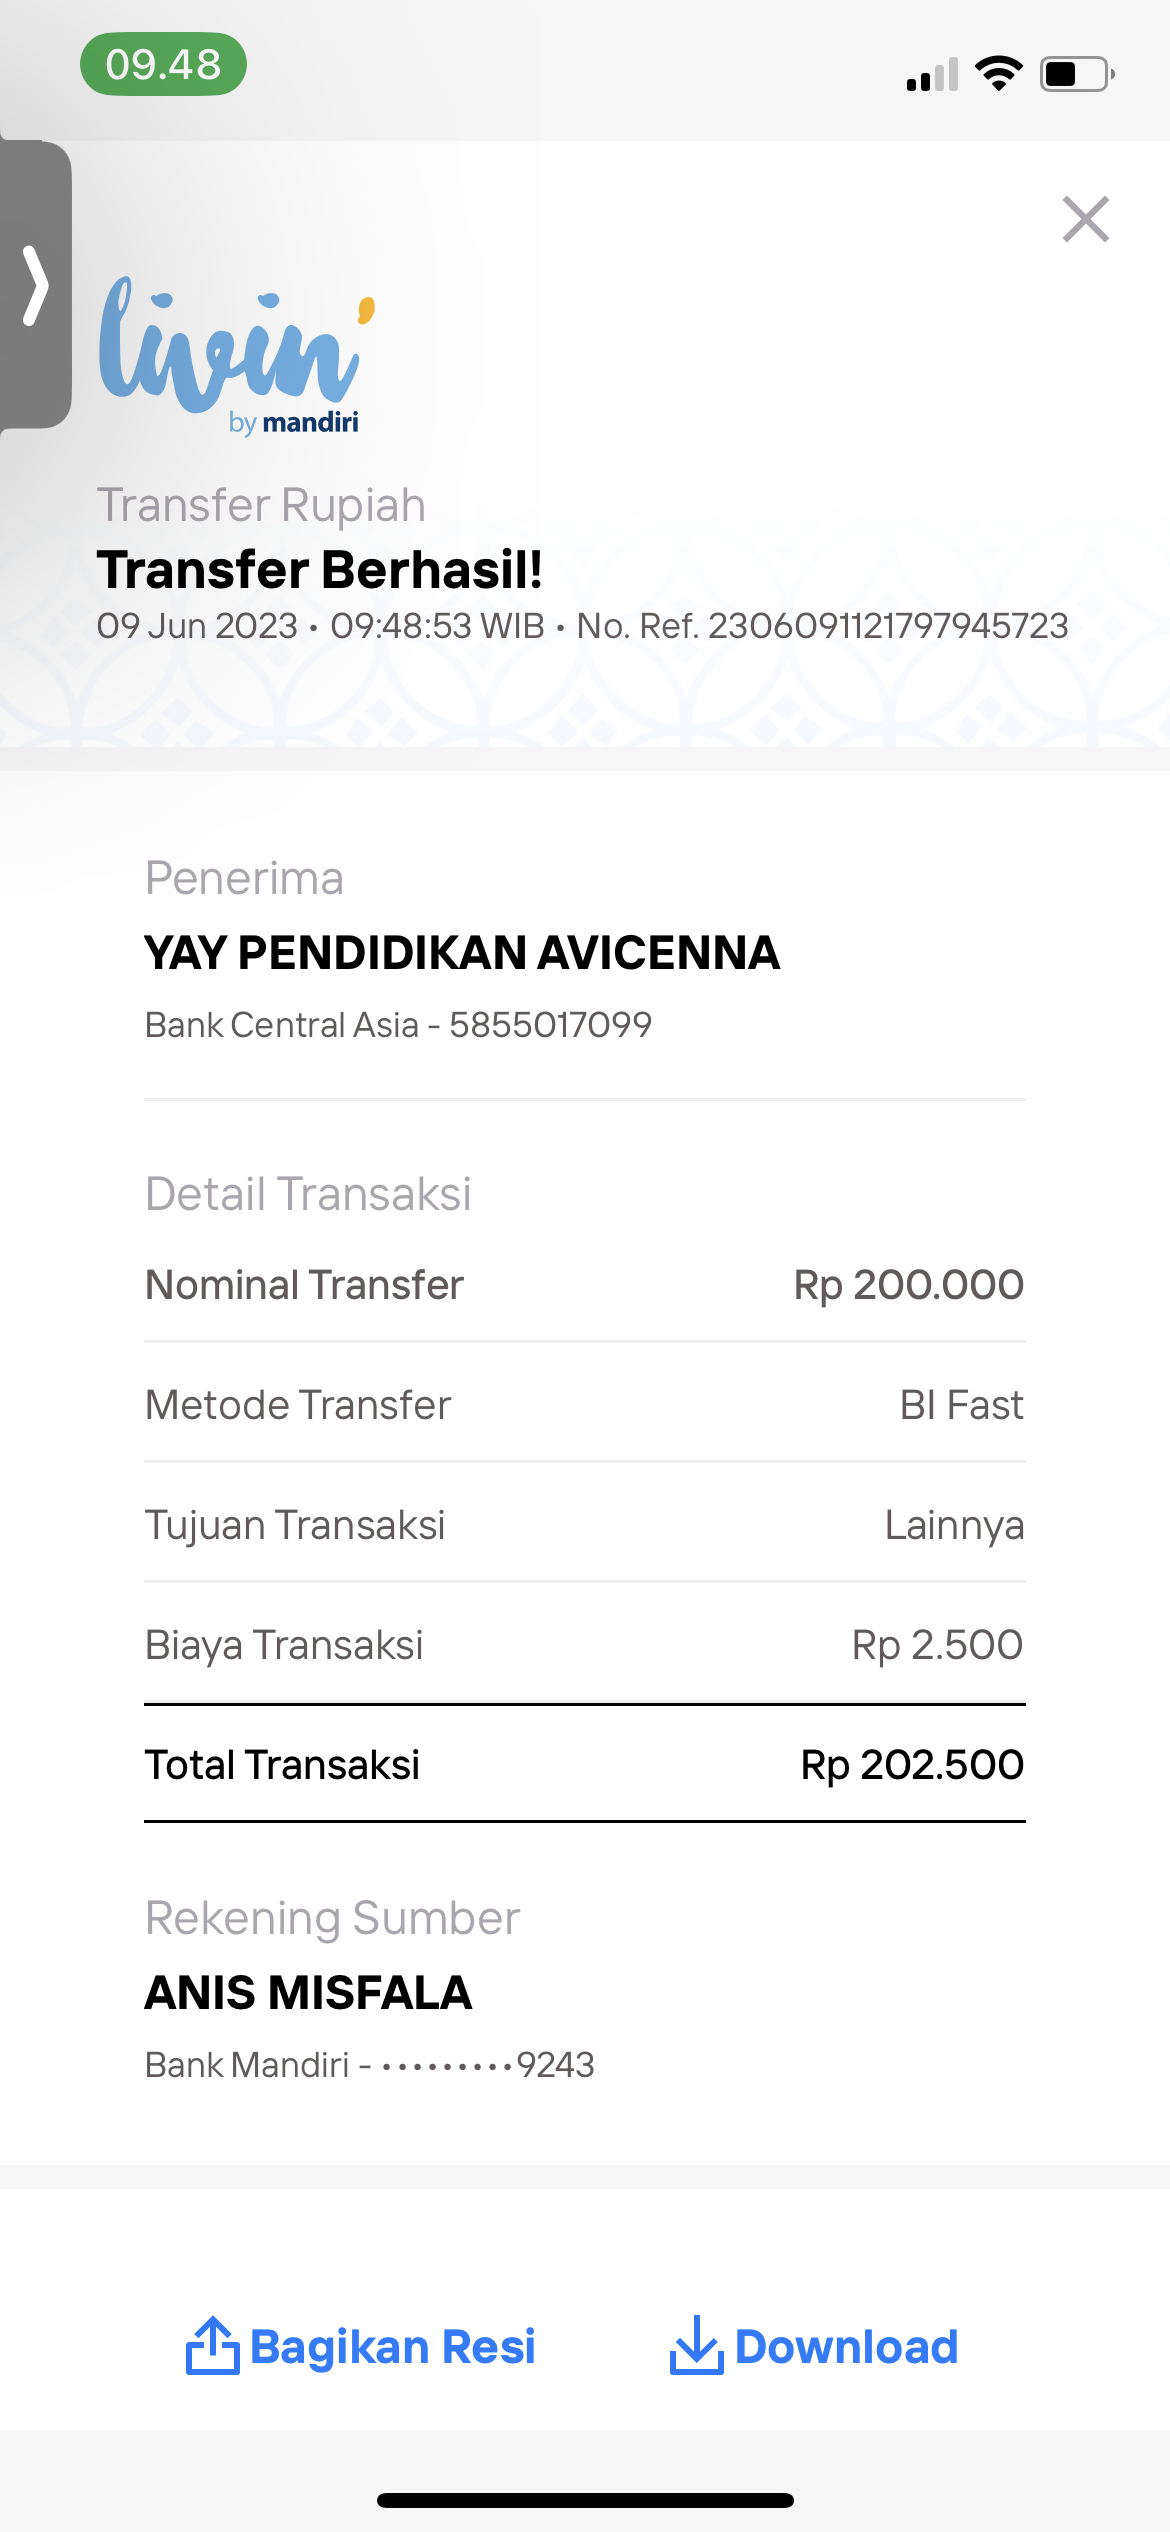 09.48
livin'
by mandiri
Transfer Rupiah
Transfer Berhasil!
09 Jun 2023 • 09:48:53 WIB • No. Ref. 2306091121797945723
Penerima
YAY PENDIDIKAN AVICENNA
Bank Central Asia - 5855017099
Detail Transaksi
Nominal Transfer Rp 200.000
Metode Transfer BI Fast
Tujuan Transaksi Lainnya
Biaya Transaksi Rp 2.500
Total Transaksi Rp 202.500
Rekening Sumber
ANIS MISFALA
Bank Mandiri - •••••••••9243
Bagikan Resi Download